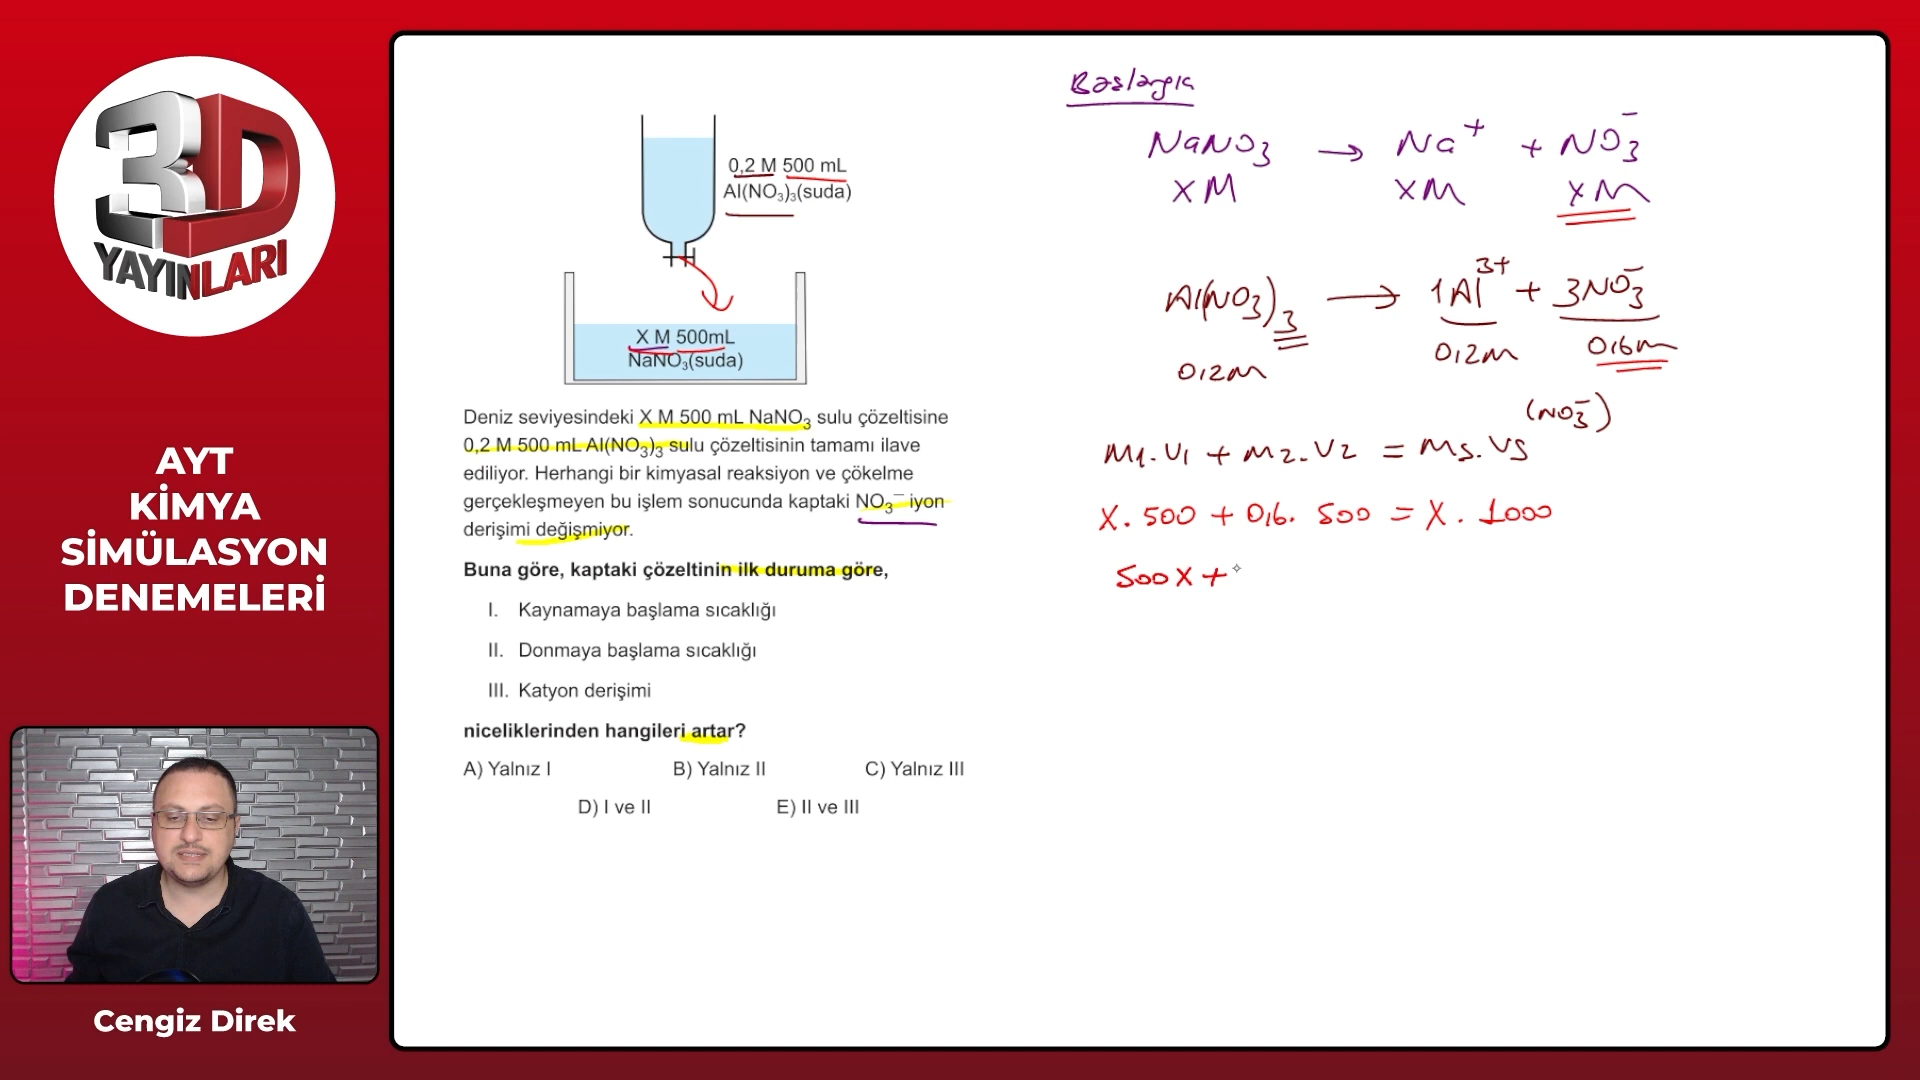 3D
YAYINLARI
AYT
KİMYA
SİMÜLASYON
DENEMELERİ
Cengiz Direk
0,2 M 500 mL
Al(NO₃)₃(suda)
X M 500mL
NaNO₃(suda)
Deniz seviyesindeki X M 500 mL NaNO₃ sulu çözeltisine
0,2 M 500 mL Al(NO₃)₃ sulu çözeltisinin tamamı ilave
ediliyor. Herhangi bir kimyasal reaksiyon ve çökelme
gerçekleşmeyen bu işlem sonucunda kaptaki NO₃⁻ iyon
derişimi değişmiyor.
Buna göre, kaptaki çözeltinin ilk duruma göre,
I. Kaynamaya başlama sıcaklığı
II. Donmaya başlama sıcaklığı
III. Katyon derişimi
niceliklerinden hangileri artar?
A) Yalnız I B) Yalnız II C) Yalnız III
D) I ve II E) II ve III
Başlangıç
NaNO₃ → Na⁺ + NO₃⁻
X M X M X M
Al(NO₃)₃ → 1Al³⁺ + 3NO₃⁻
0,2M 0,2M 0,6M
(NO₃⁻)
M₁.V₁ + M₂.V₂ = Ms.Vs
X. 500 + 0,6. 500 = X. 1000
500X +